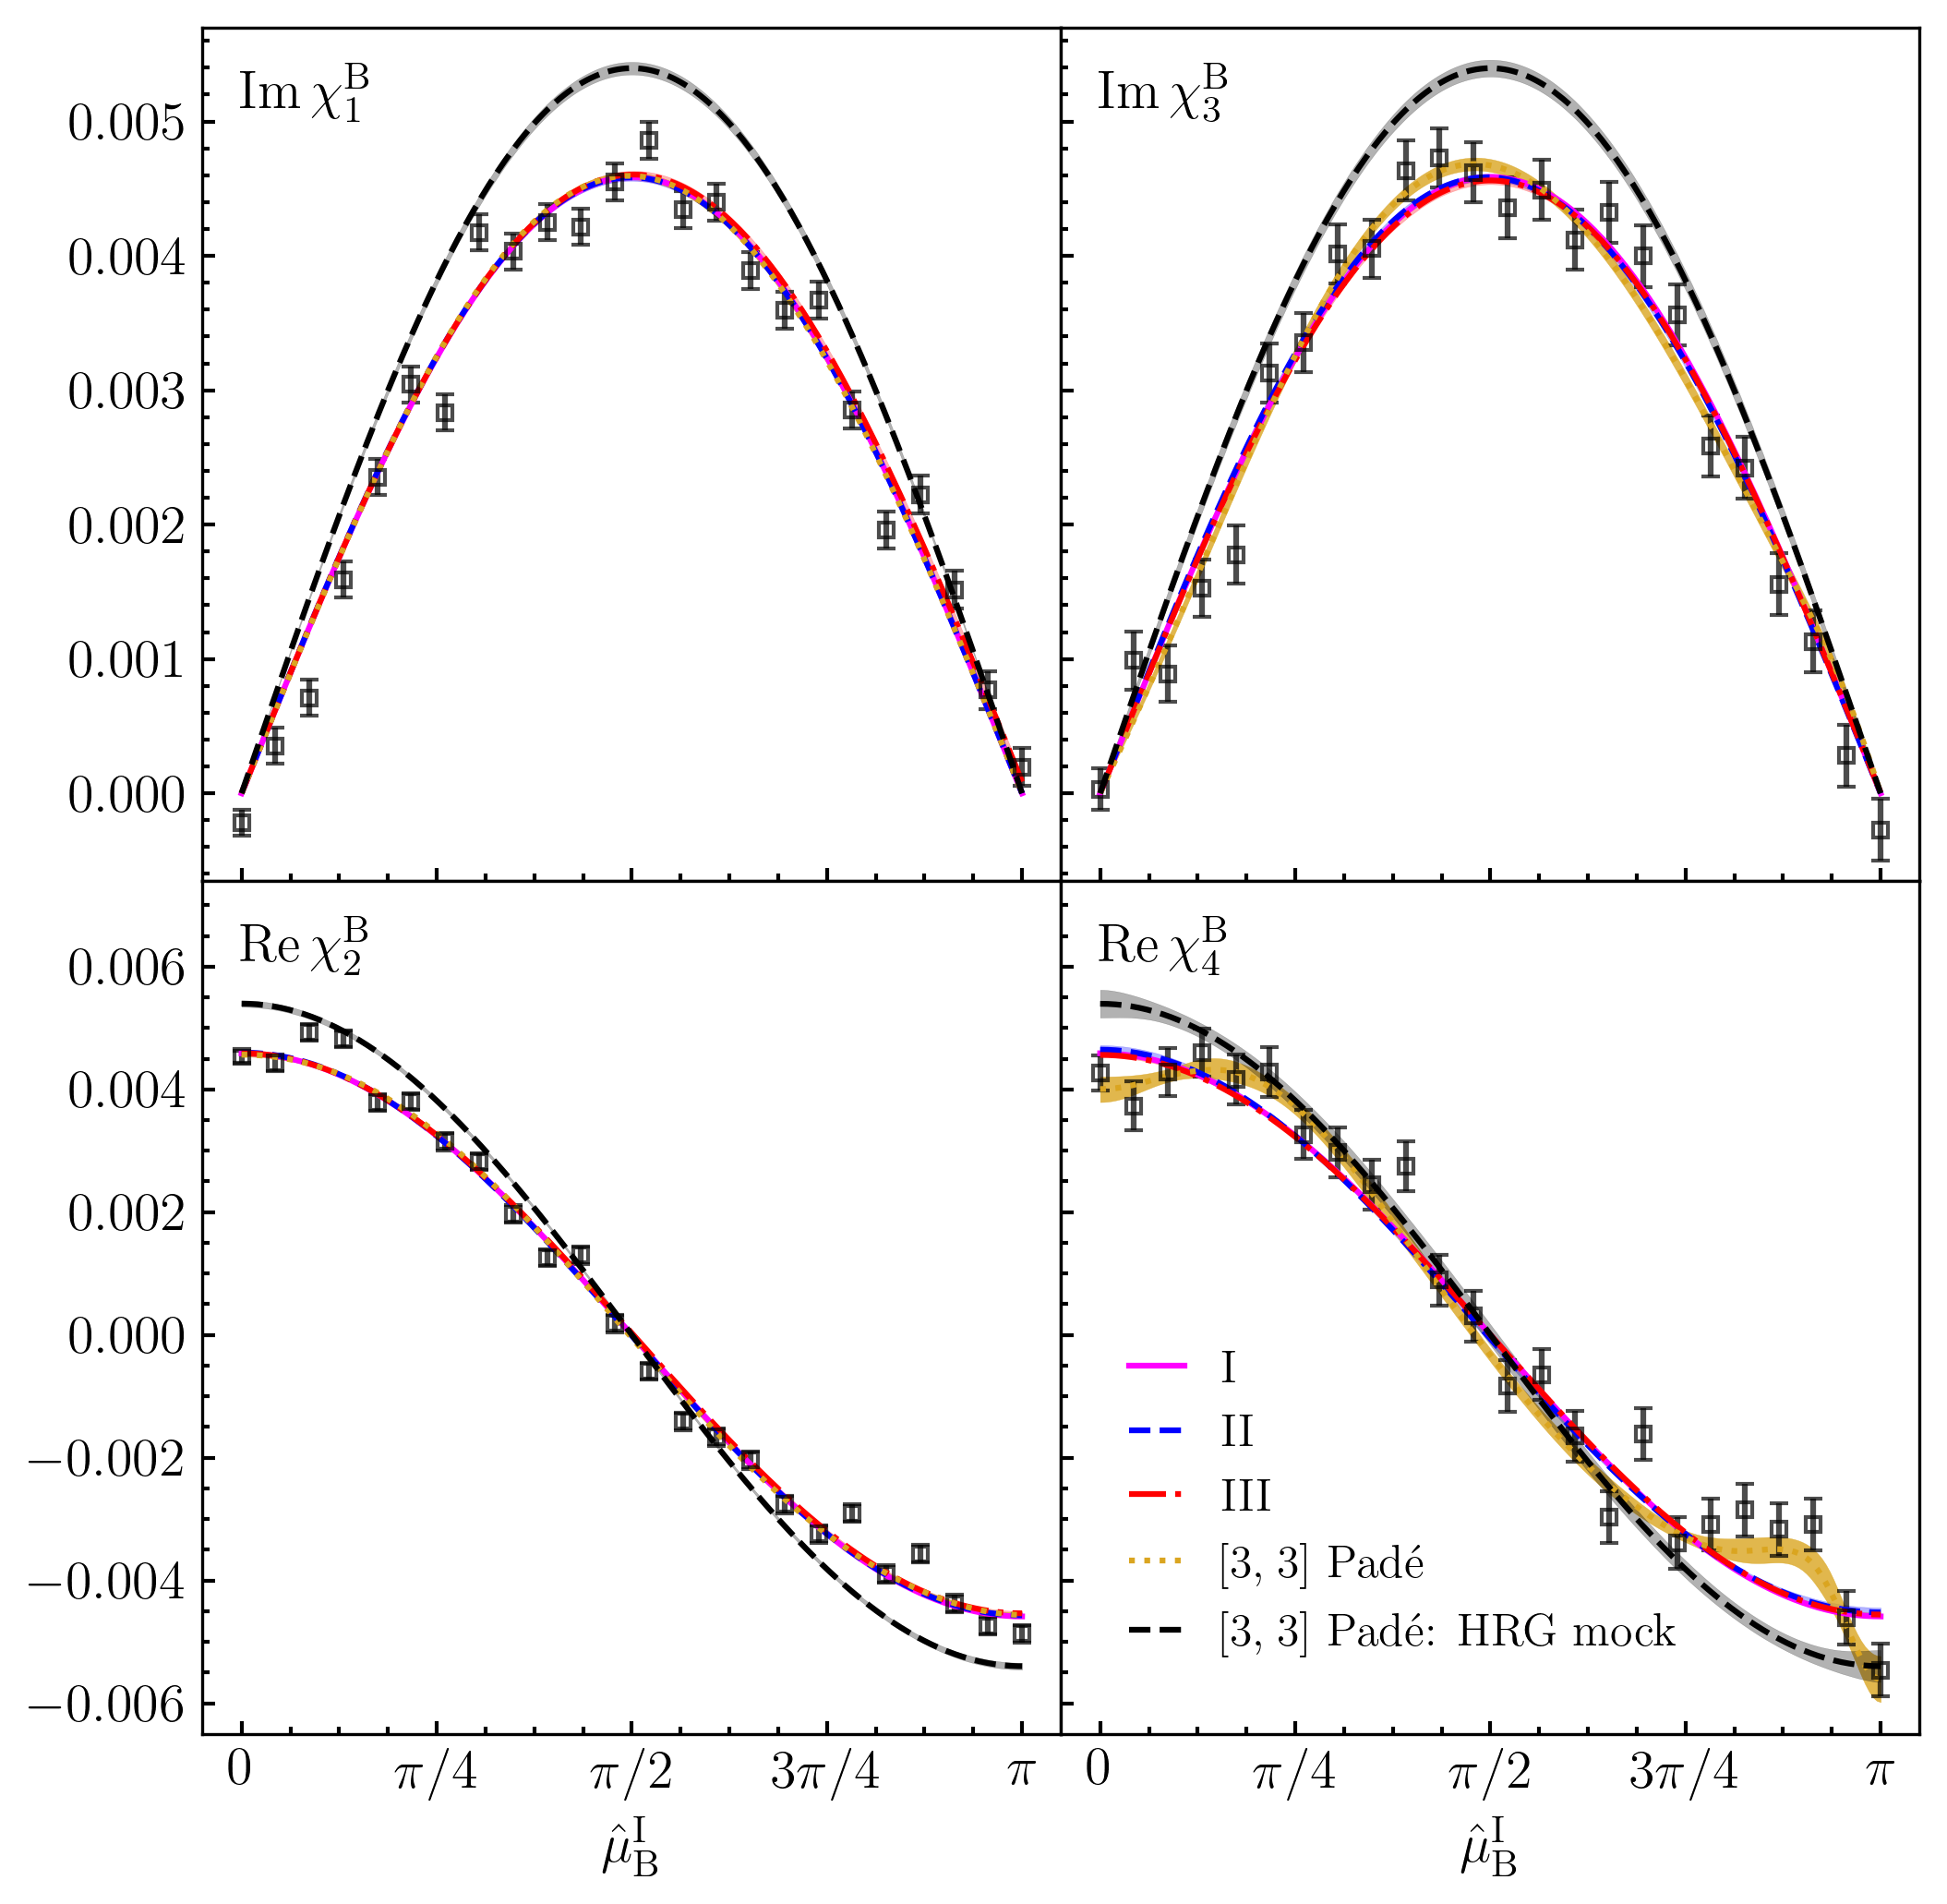 Im χ₁ᴮ
Im χ₃ᴮ
0.005
0.004
0.003
0.002
0.001
0.000
Re χ₂ᴮ
Re χ₄ᴮ
0.006
0.004
0.002
0.000
−0.002
−0.004
−0.006
I
II
III
[3, 3] Padé
[3, 3] Padé: HRG mock
0 π/4 π/2 3π/4 π
0 π/4 π/2 3π/4 π
μ̂_B^I
μ̂_B^I